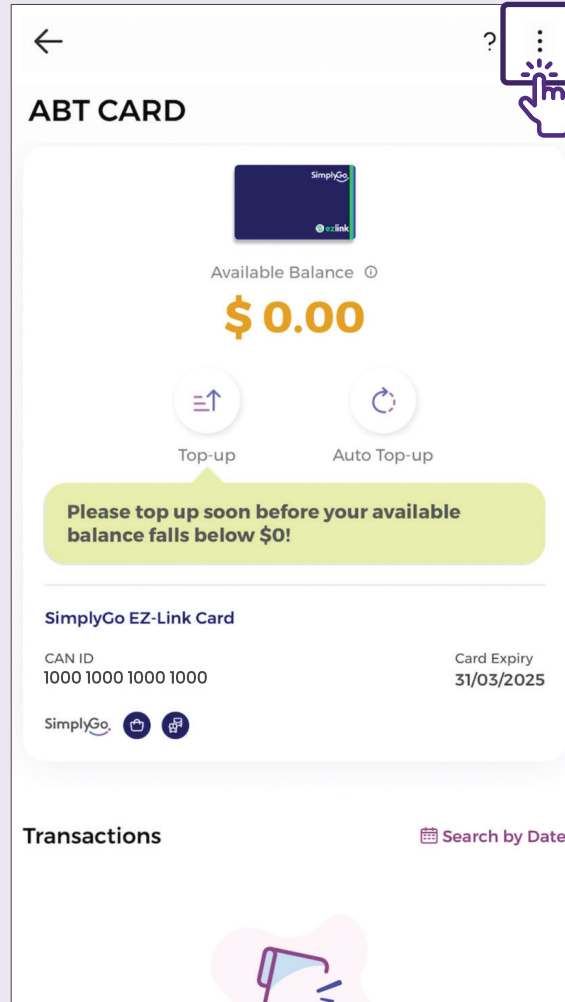 ?
ABT CARD
SimplyGo
ezlink
Available Balance
$ 0.00
Top-up
Auto Top-up
Please top up soon before your available
balance falls below $0!
SimplyGo EZ-Link Card
CAN ID
Card Expiry
1000 1000 1000 1000
31/03/2025
SimplyGo
Transactions
Search by Date